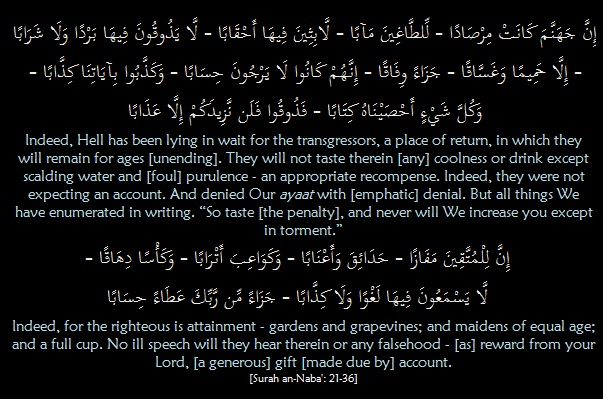 إِنَّ جَهَنَّمَ كَانَتْ مِرْصَادًا - لِّلطَّاغِينَ مَآبًا - لَّابِثِينَ فِيهَا أَحْقَابًا - لَّا يَذُوقُونَ فِيهَا بَرْدًا وَلَا شَرَابًا
- إِلَّا حَمِيمًا وَغَسَّاقًا - جَزَاءً وِفَاقًا - إِنَّهُمْ كَانُوا لَا يَرْجُونَ حِسَابًا - وَكَذَّبُوا بِآيَاتِنَا كِذَّابًا -
وَكُلَّ شَيْءٍ أَحْصَيْنَاهُ كِتَابًا - فَذُوقُوا فَلَن نَّزِيدَكُمْ إِلَّا عَذَابًا
Indeed, Hell has been lying in wait for the transgressors, a place of return, in which they
will remain for ages [unending]. They will not taste therein [any] coolness or drink except
scalding water and [foul] purulence - an appropriate recompense. Indeed, they were not
expecting an account. And denied Our ayaat with [emphatic] denial. But all things We
have enumerated in writing. “So taste [the penalty], and never will We increase you except
in torment.”
إِنَّ لِلْمُتَّقِينَ مَفَازًا - حَدَائِقَ وَأَعْنَابًا - وَكَوَاعِبَ أَتْرَابًا - وَكَأْسًا دِهَاقًا -
لَّا يَسْمَعُونَ فِيهَا لَغْوًا وَلَا كِذَّابًا - جَزَاءً مِّن رَّبِّكَ عَطَاءً حِسَابًا
Indeed, for the righteous is attainment - gardens and grapevines; and maidens of equal age;
and a full cup. No ill speech will they hear therein or any falsehood - [as] reward from your
Lord, [a generous] gift [made due by] account.
[Surah an-Naba': 21-36]